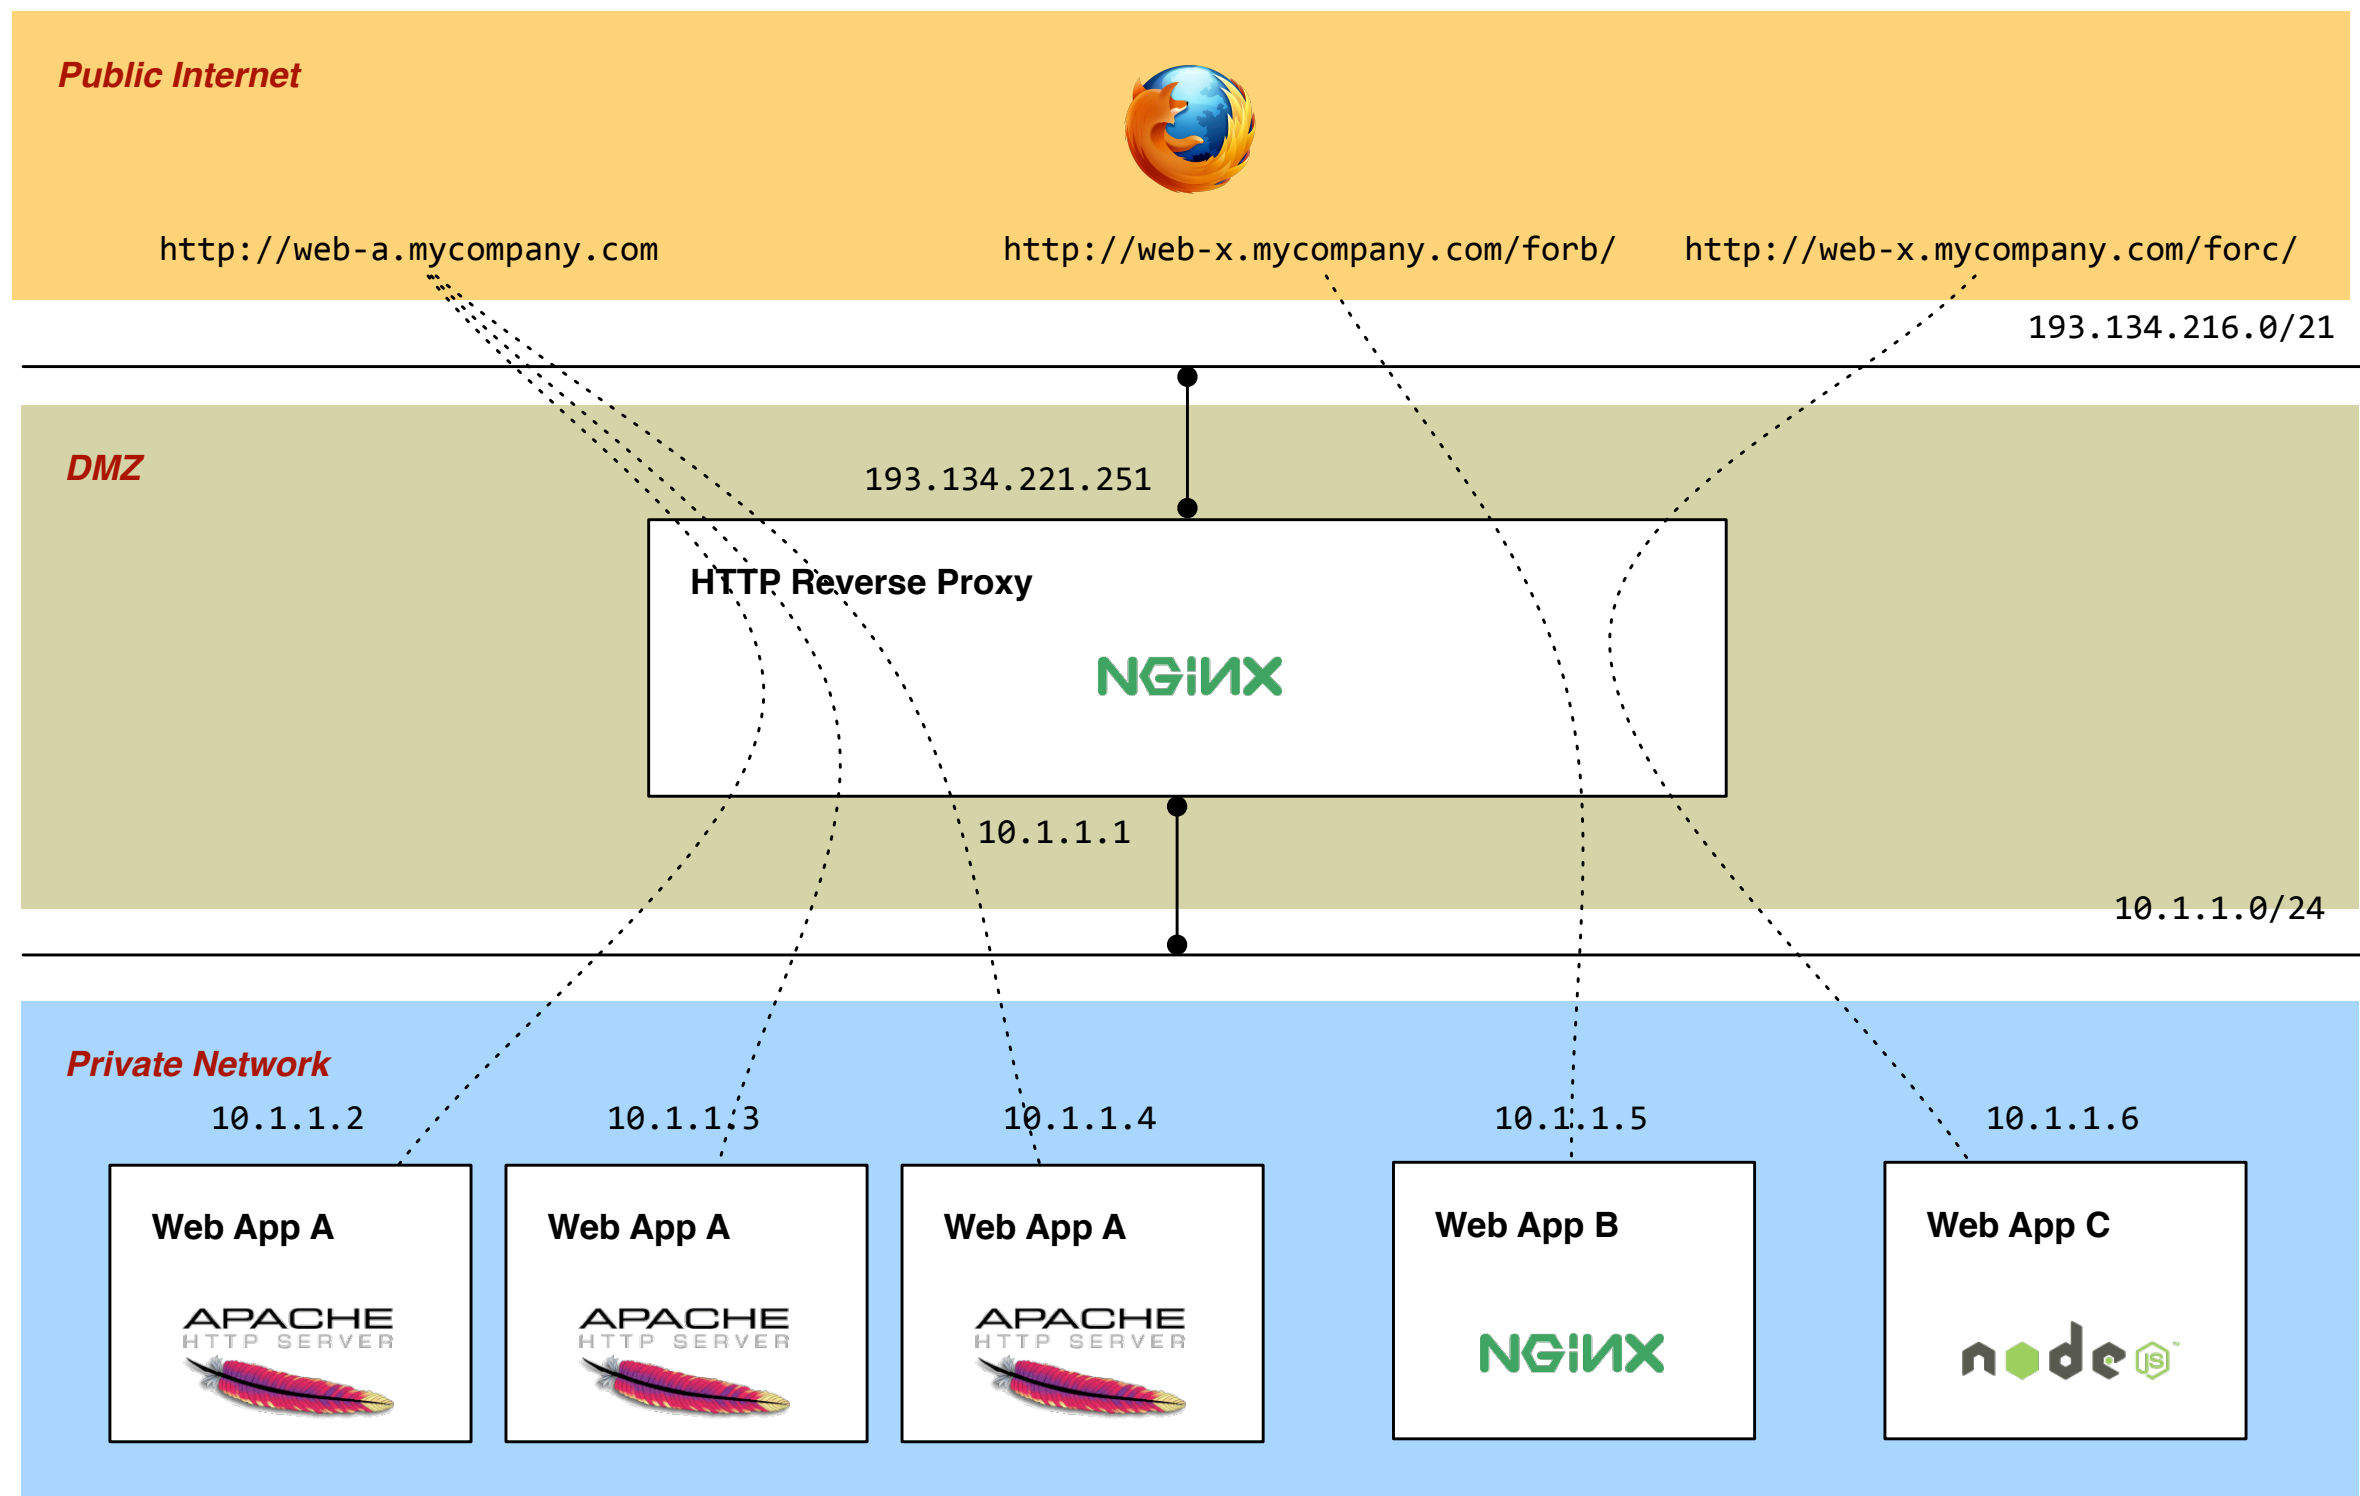 Public Internet
http://web-a.mycompany.com
http://web-x.mycompany.com/forb/
http://web-x.mycompany.com/forc/
193.134.216.0/21
DMZ
193.134.221.251
HTTP Reverse Proxy
NGINX
10.1.1.1
10.1.1.0/24
Private Network
10.1.1.2
10.1.1.3
10.1.1.4
10.1.1.5
10.1.1.6
Web App A
Web App A
Web App A
Web App B
Web App C
APACHE
HTTP SERVER
APACHE
HTTP SERVER
APACHE
HTTP SERVER
NGINX
node JS™